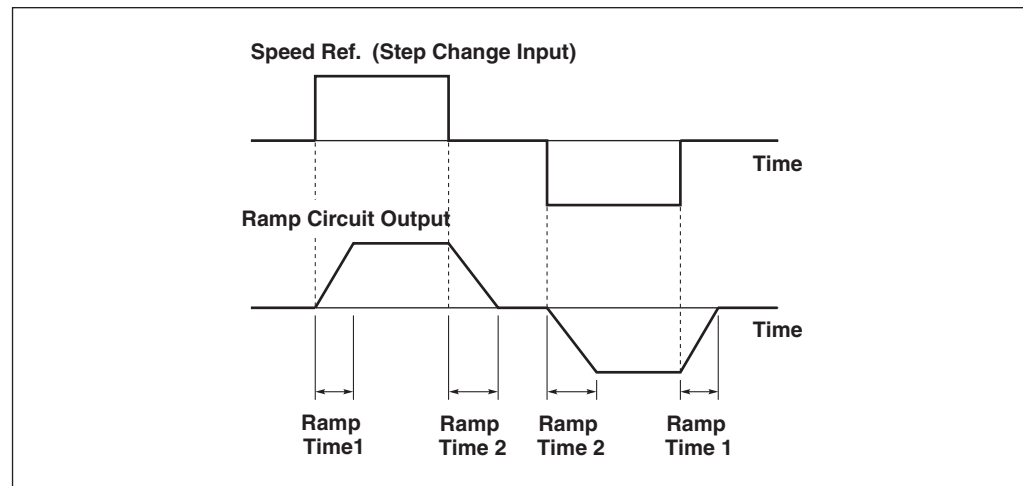 Speed Ref. (Step Change Input)
Time
Ramp Circuit Output
Time
Ramp
Time1
Ramp
Time 2
Ramp
Time 2
Ramp
Time 1